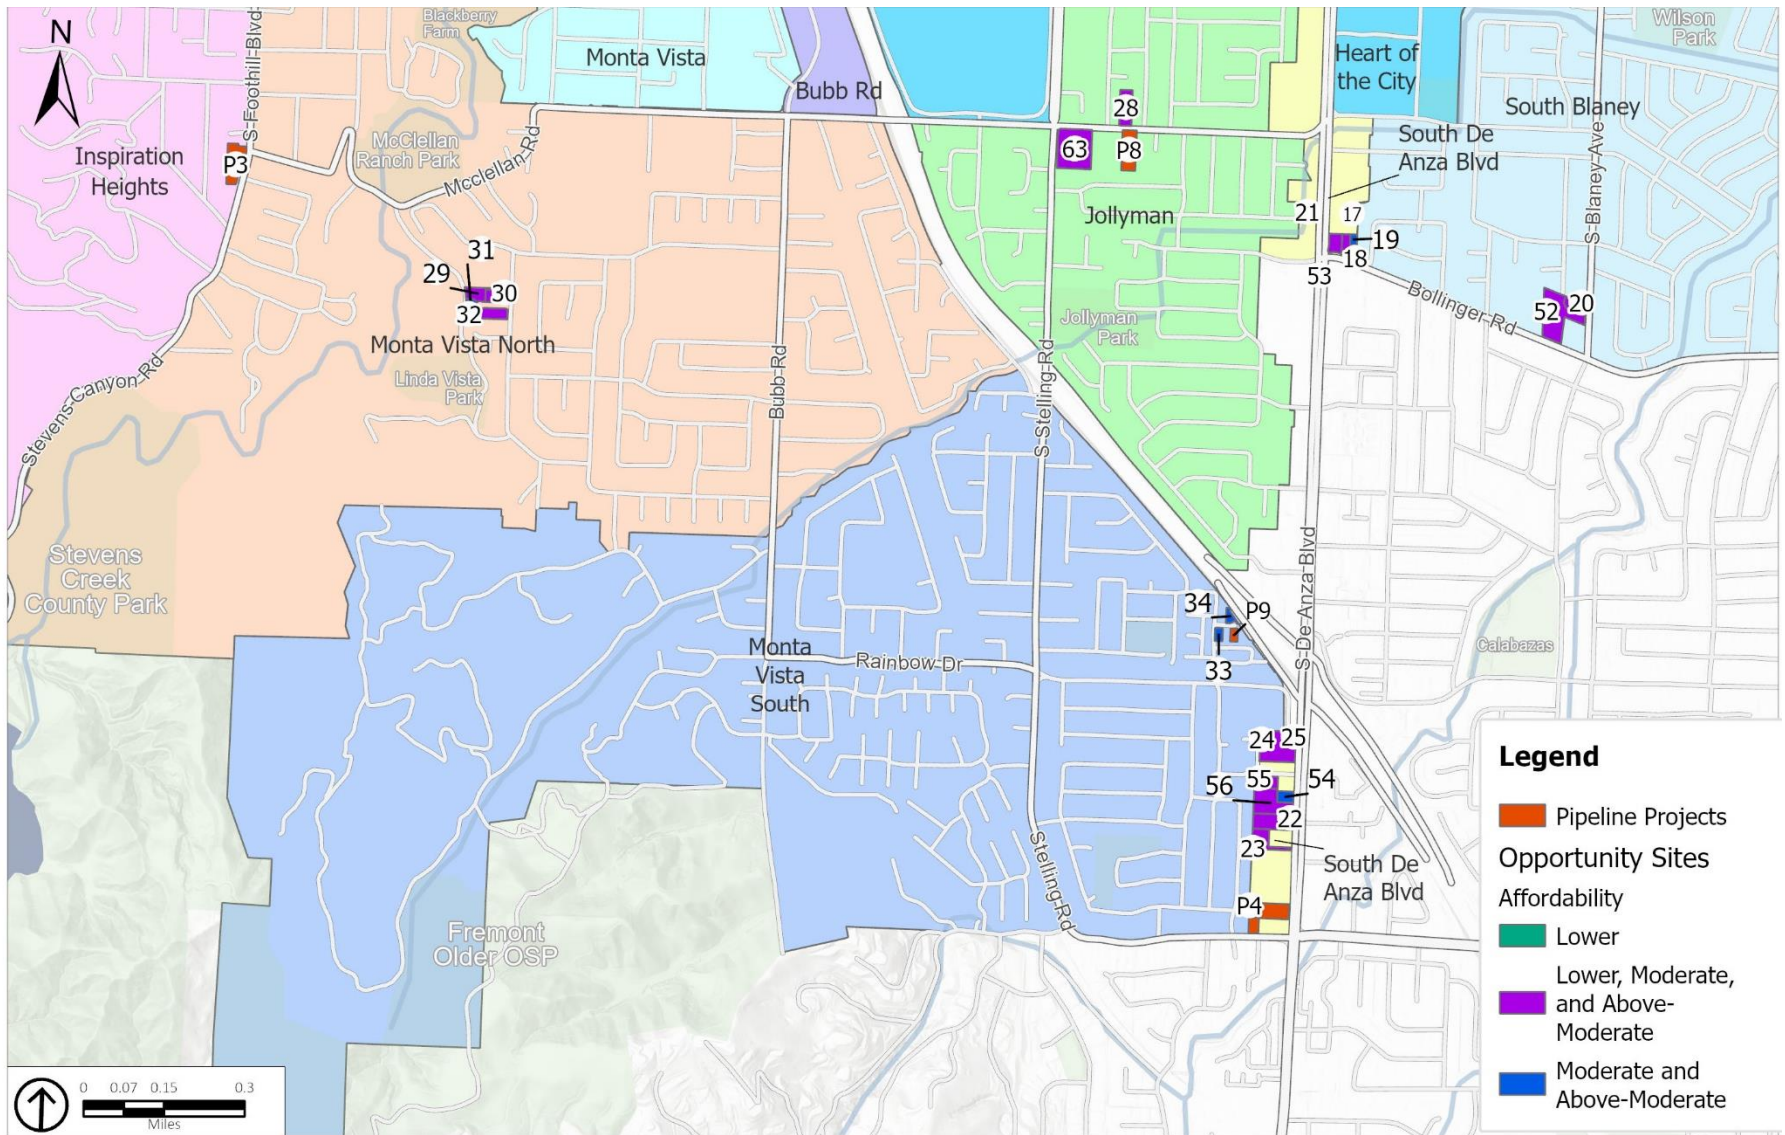 N
Blackberry
Farm
S Foothill Blvd
Monta Vista
Bubb Rd
Heart of
the City
Wilson
Park
South Blaney
S Blaney Ave
South De
Anza Blvd
28
63
P8
McClellan
Ranch Park
Mcclellan Rd
Inspiration
Heights
P3
Jollyman
21
17
19
18
53
31
29
30
32
Bollinger Rd
52
20
Jollyman
Park
Monta Vista North
Linda Vista
Park
Stevens Canyon Rd
Bubb Rd
S Stelling Rd
Stevens
Creek
County Park
S De Anza Blvd
34
P9
33
Calabazas
Monta
Vista
South
Rainbow Dr
24
25
55
54
56
22
23
South De
Anza Blvd
Stelling Rd
P4
Fremont
Older OSP
Legend
Pipeline Projects
Opportunity Sites
Affordability
Lower
Lower, Moderate,
and Above-
Moderate
Moderate and
Above-Moderate
0 0.07 0.15 0.3
Miles